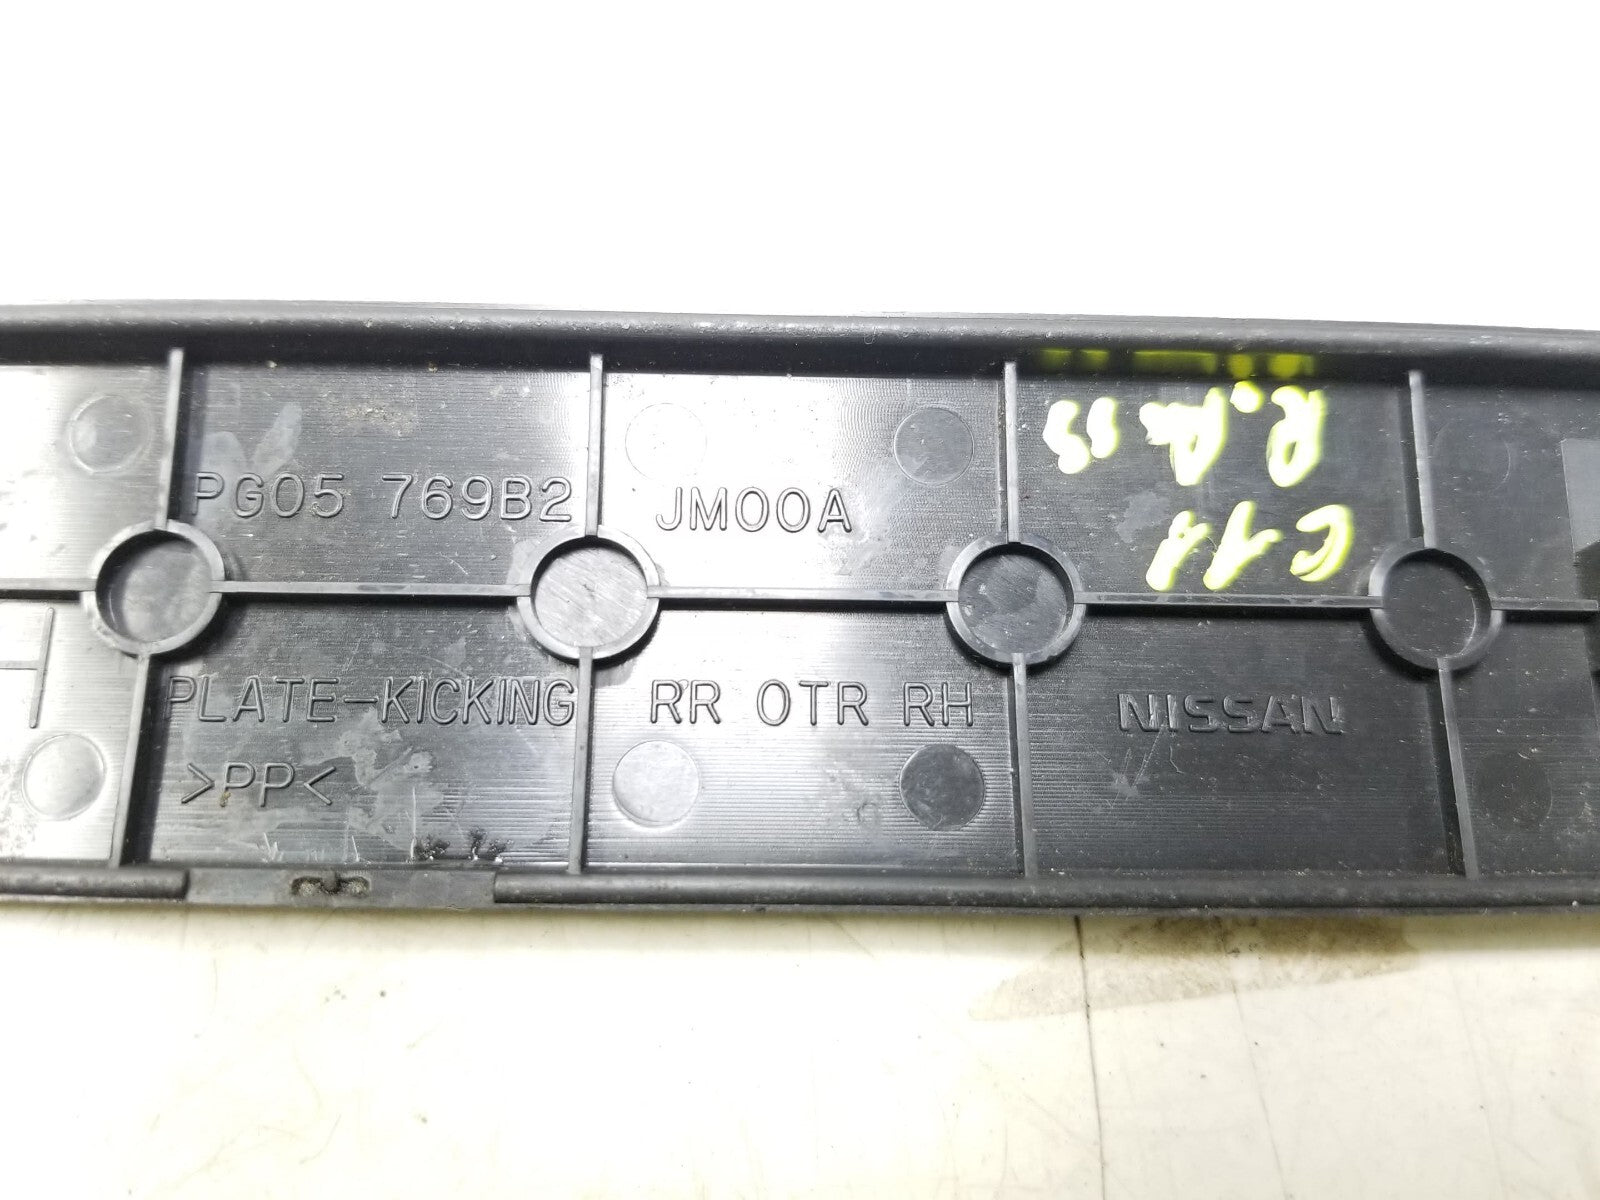 PG05 769B2 JM00A
PLATE-KICKING RR OTR RH NISSAN
>PP<